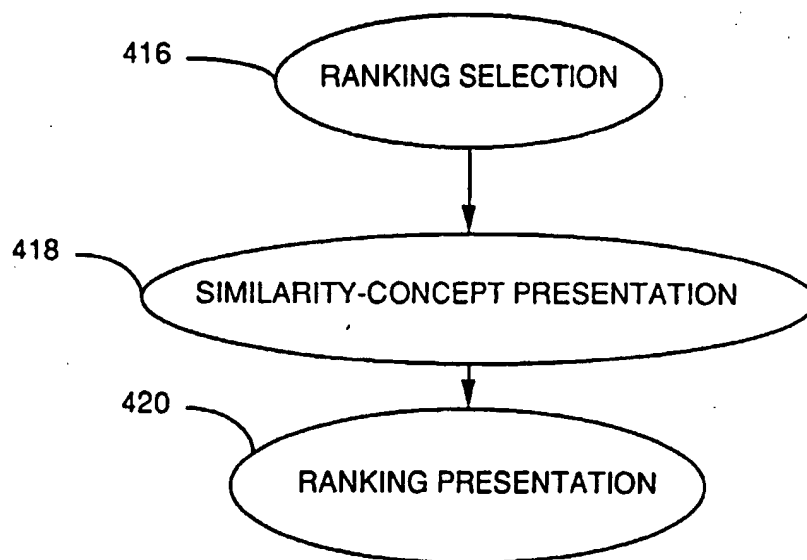 416
RANKING SELECTION
418
SIMILARITY-CONCEPT PRESENTATION
420
RANKING PRESENTATION